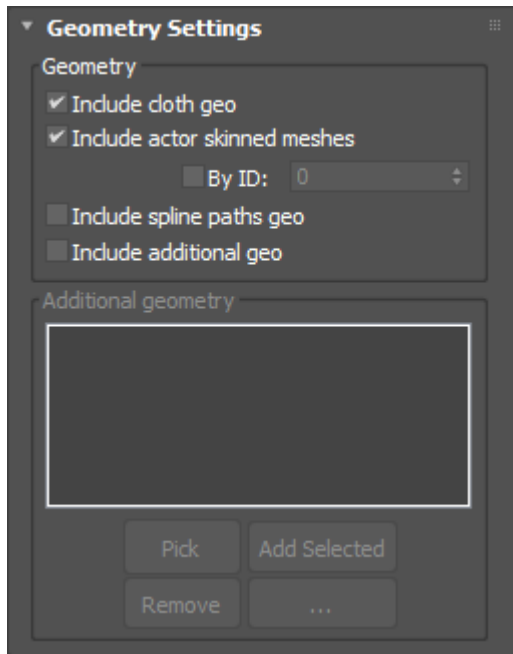 Geometry Settings
Geometry
Include cloth geo
Include actor skinned meshes
By ID: 0
Include spline paths geo
Include additional geo
Additional geometry
Pick Add Selected
Remove ...